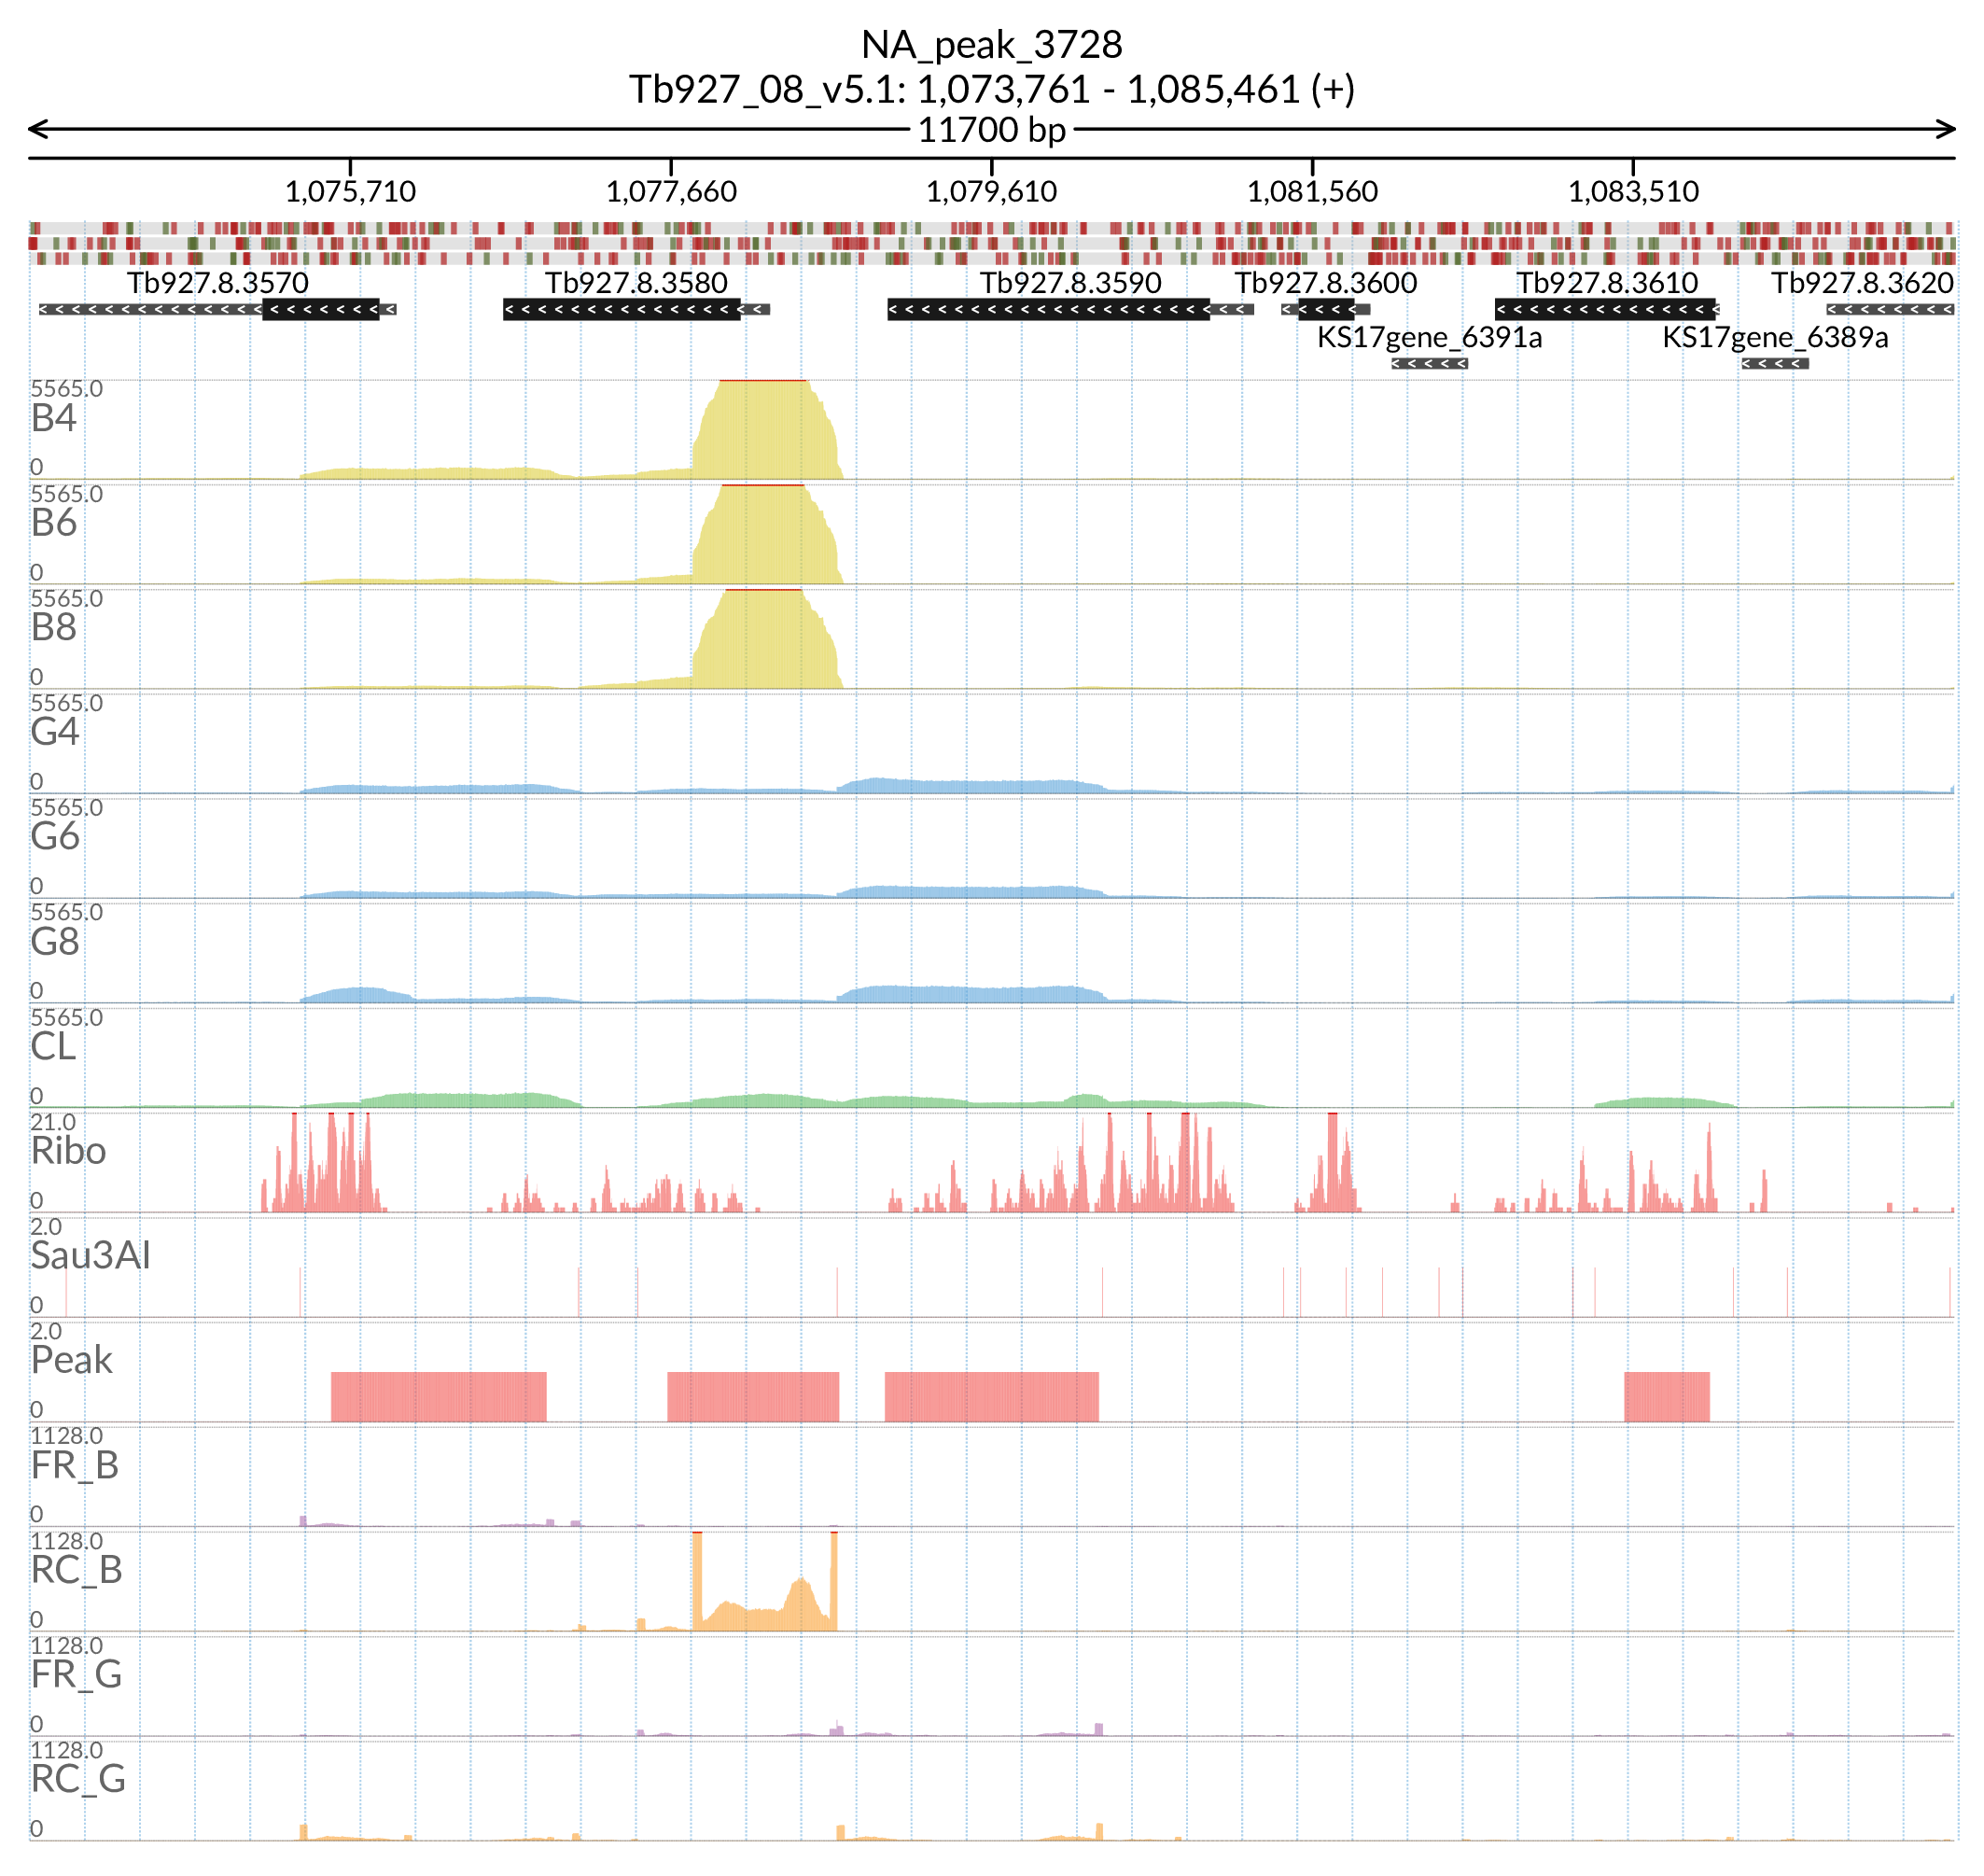 NA_peak_3728
Tb927_08_v5.1: 1,073,761 - 1,085,461 (+)
11700 bp
1,075,710 1,077,660 1,079,610 1,081,560 1,083,510
Tb927.8.3570 Tb927.8.3580 Tb927.8.3590 Tb927.8.3600 Tb927.8.3610 Tb927.8.3620
KS17gene_6391a KS17gene_6389a
5565.0
B4
0
5565.0
B6
0
5565.0
B8
0
5565.0
G4
0
5565.0
G6
0
5565.0
G8
0
5565.0
CL
0
21.0
Ribo
0
2.0
Sau3AI
0
2.0
Peak
0
1128.0
FR_B
0
1128.0
RC_B
0
1128.0
FR_G
0
1128.0
RC_G
0